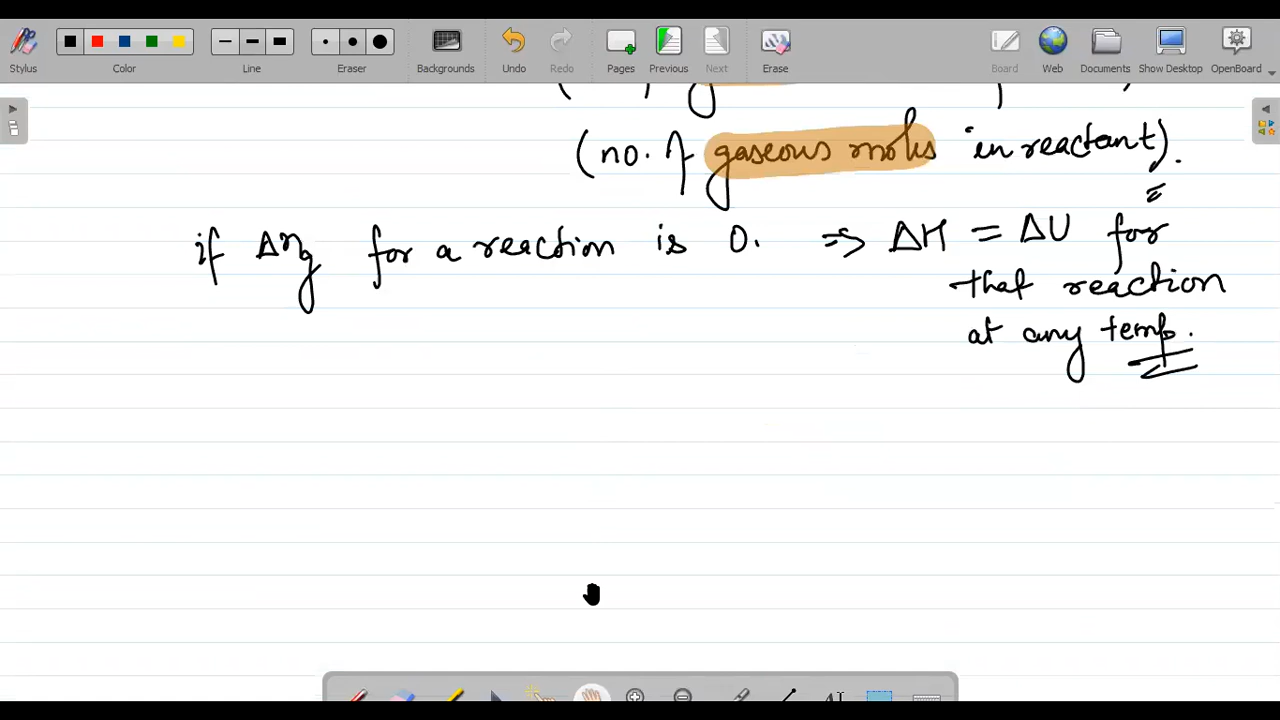 Stylus
Color
Line
Eraser
Backgrounds
Undo
Redo
Pages
Previous
Next
Erase
Board
Web
Documents
Show Desktop
OpenBoard
(no. of gaseous moles in reactant).
if Δng for a reaction is 0. ⇒ ΔH = ΔU for
that reaction
at any temp.